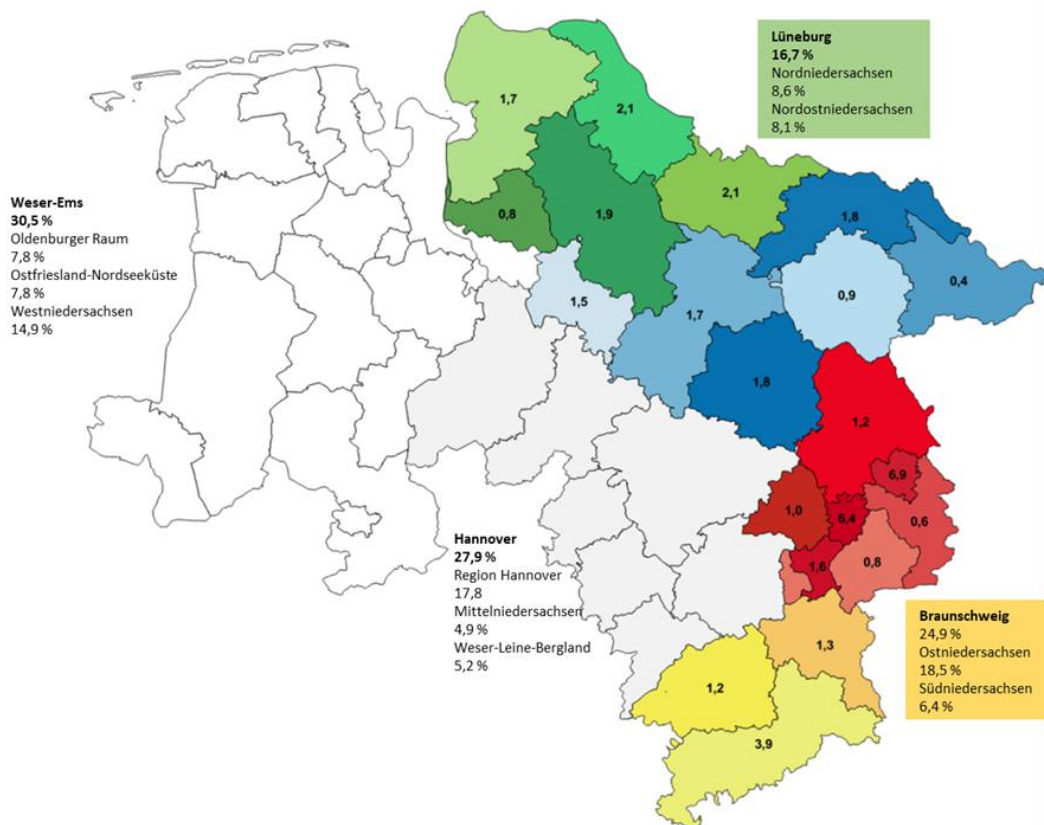 Lüneburg
16,7 %
Nordniedersachsen
8,6 %
Nordostniedersachsen
8,1 %
1,7
2,1
0,8
1,9
2,1
1,8
0,4
0,9
1,5
1,7
1,8
Weser-Ems
30,5 %
Oldenburger Raum
7,8 %
Ostfriesland-Nordseeküste
7,8 %
Westniedersachsen
14,9 %
1,2
6,9
1,0
6,4
0,6
1,6
0,8
Hannover
27,9 %
Region Hannover
17,8
Mittelniedersachsen
4,9 %
Weser-Leine-Bergland
5,2 %
Braunschweig
24,9 %
Ostniedersachsen
18,5 %
Südniedersachsen
6,4 %
1,3
1,2
3,9